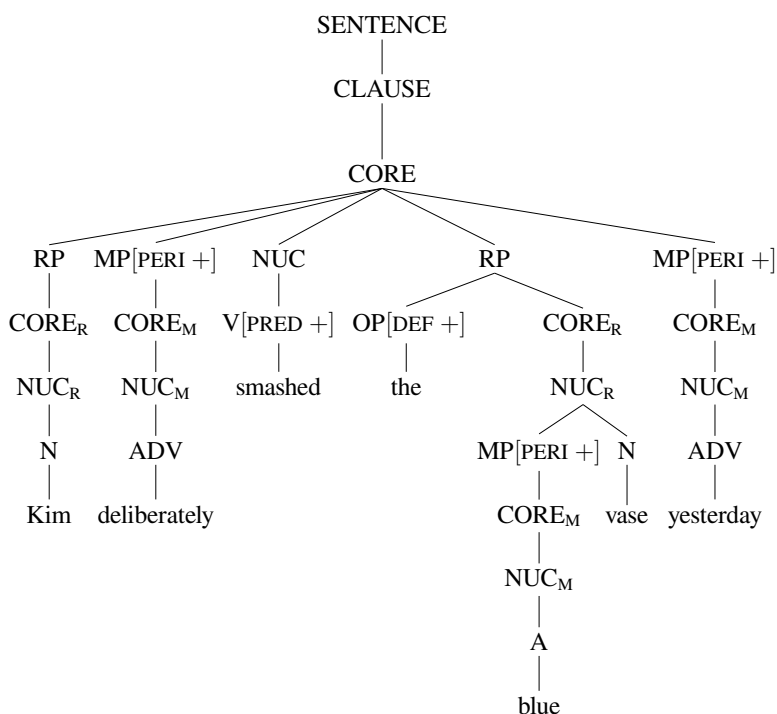 SENTENCE
CLAUSE
CORE
RP MP[PERI +] NUC RP MP[PERI +]
CORE_R CORE_M V[PRED +] OP[DEF +] CORE_R CORE_M
NUC_R NUC_M smashed the NUC_R NUC_M
N ADV MP[PERI +] N ADV
Kim deliberately CORE_M vase yesterday
NUC_M
A
blue